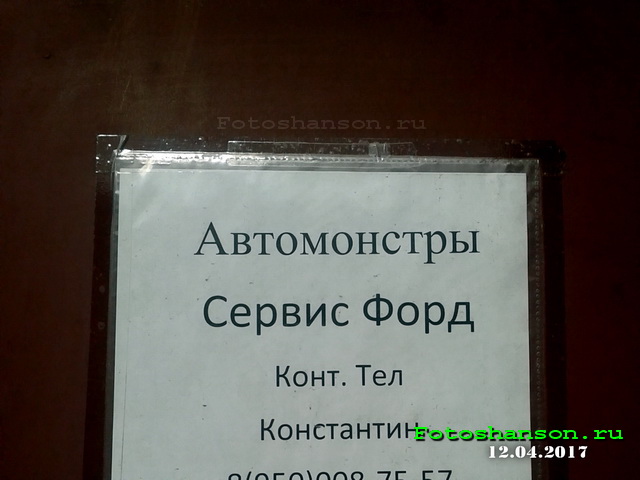 Fotoshanson.ru
Автомонстры
Сервис Форд
Конт. Тел
Константин
Fotoshanson.ru
12.04.2017